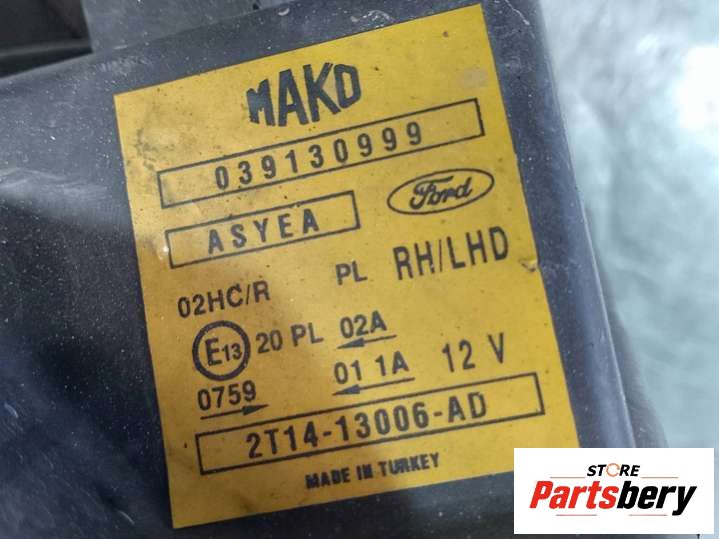 MAKO
039130999
ASYEA
Ford
02HC/R PL RH/LHD
E13 20 PL 02A
0759 01 1A 12 V
2T14-13006-AD
MADE IN TURKEY
STORE
Partsbery